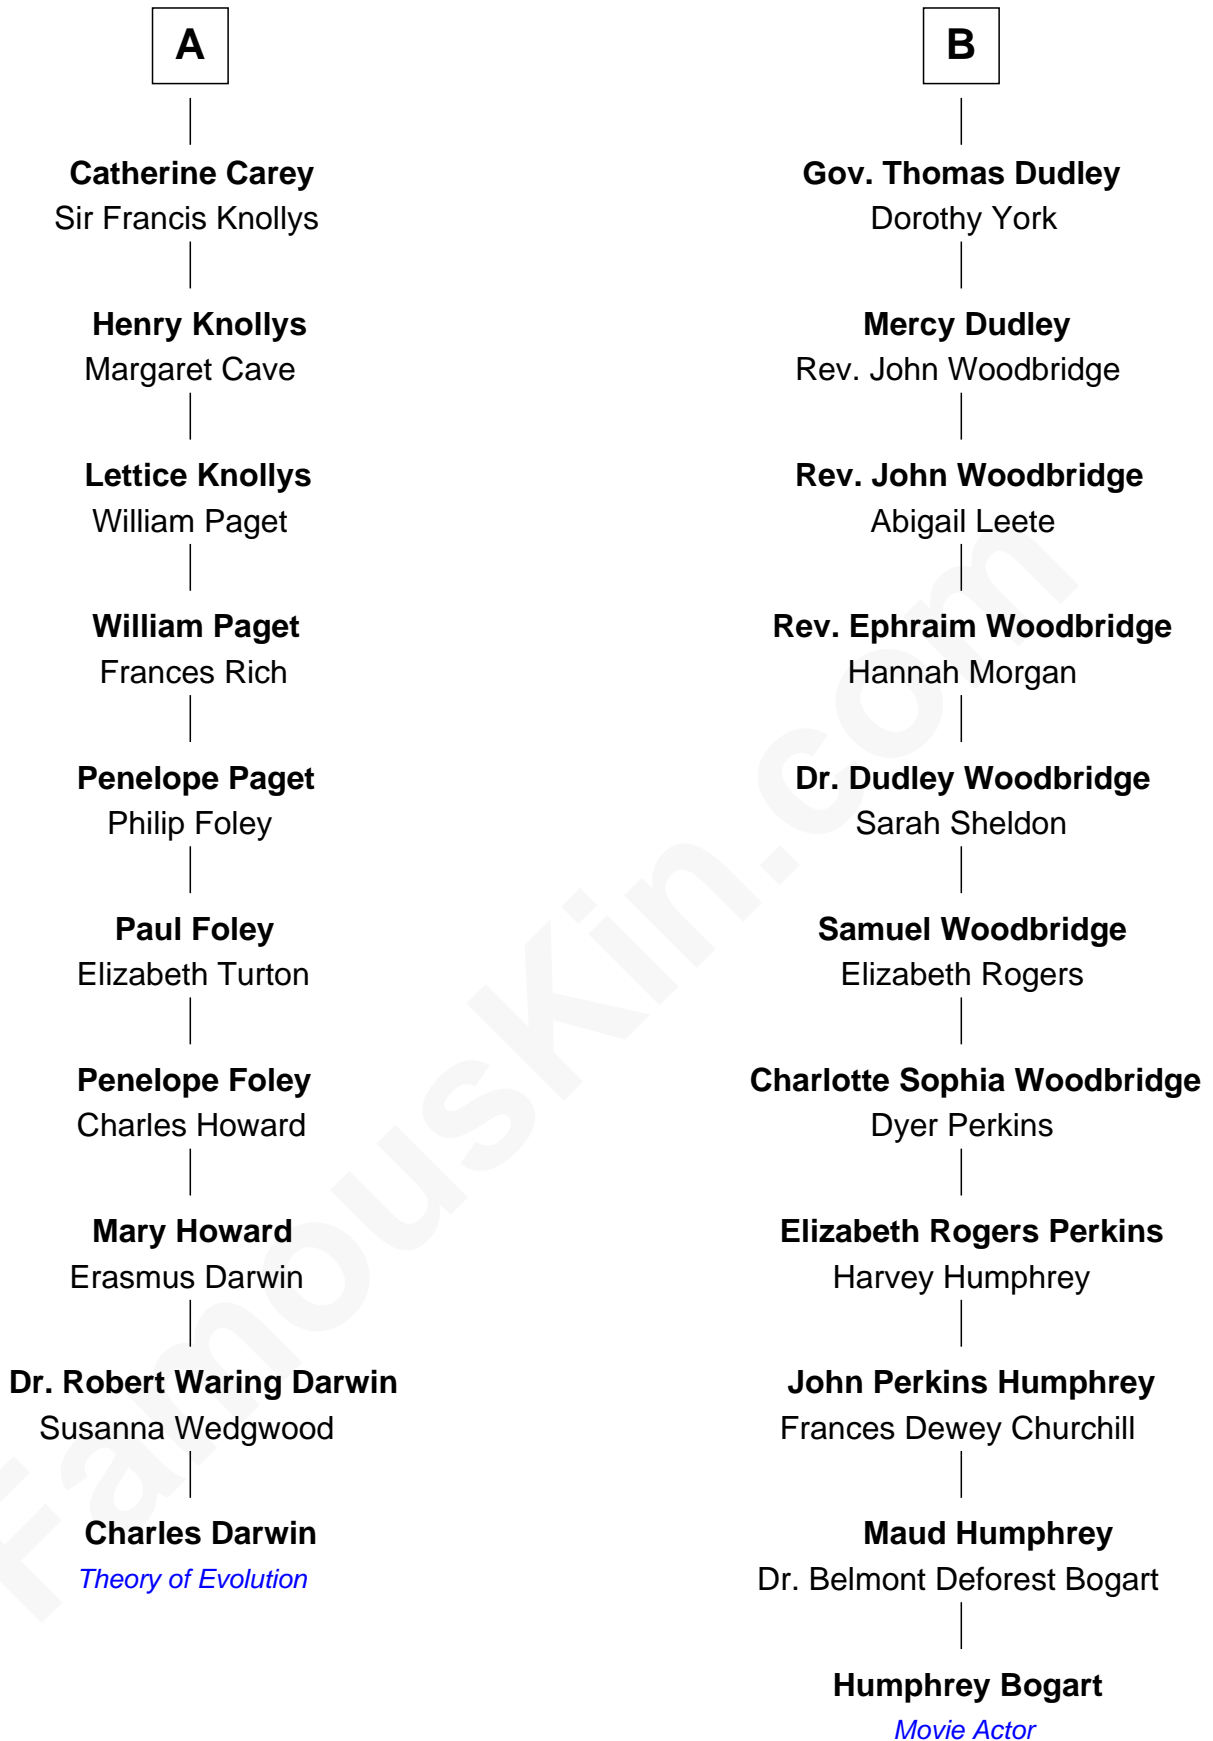 A
Catherine Carey
Sir Francis Knollys
Henry Knollys
Margaret Cave
Lettice Knollys
William Paget
William Paget
Frances Rich
Penelope Paget
Philip Foley
Paul Foley
Elizabeth Turton
Penelope Foley
Charles Howard
Mary Howard
Erasmus Darwin
Dr. Robert Waring Darwin
Susanna Wedgwood
Charles Darwin
Theory of Evolution
B
Gov. Thomas Dudley
Dorothy York
Mercy Dudley
Rev. John Woodbridge
Rev. John Woodbridge
Abigail Leete
Rev. Ephraim Woodbridge
Hannah Morgan
Dr. Dudley Woodbridge
Sarah Sheldon
Samuel Woodbridge
Elizabeth Rogers
Charlotte Sophia Woodbridge
Dyer Perkins
Elizabeth Rogers Perkins
Harvey Humphrey
John Perkins Humphrey
Frances Dewey Churchill
Maud Humphrey
Dr. Belmont Deforest Bogart
Humphrey Bogart
Movie Actor
FamousKin.com